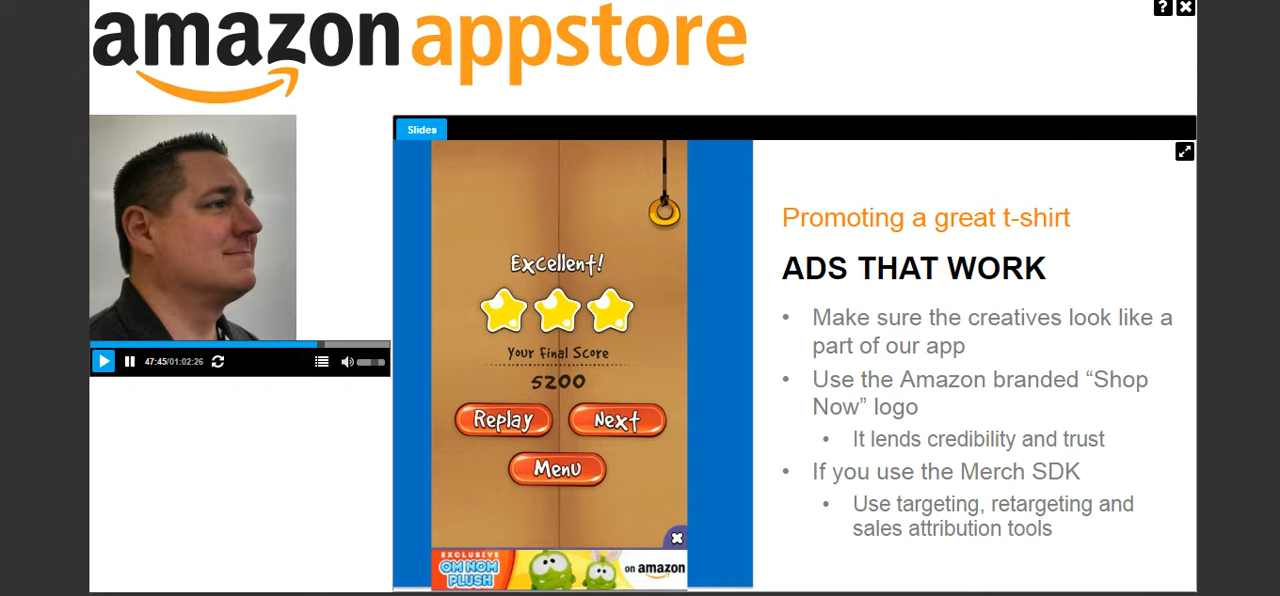 amazon appstore
? ×
Slides
47:45/01:02:26
Excellent!
Your Final Score
5200
Replay
Next
Menu
EXCLUSIVE
OM NOM
PLUSH
on amazon
Promoting a great t-shirt
ADS THAT WORK
• Make sure the creatives look like a
part of our app
• Use the Amazon branded “Shop
Now” logo
• It lends credibility and trust
• If you use the Merch SDK
• Use targeting, retargeting and
sales attribution tools